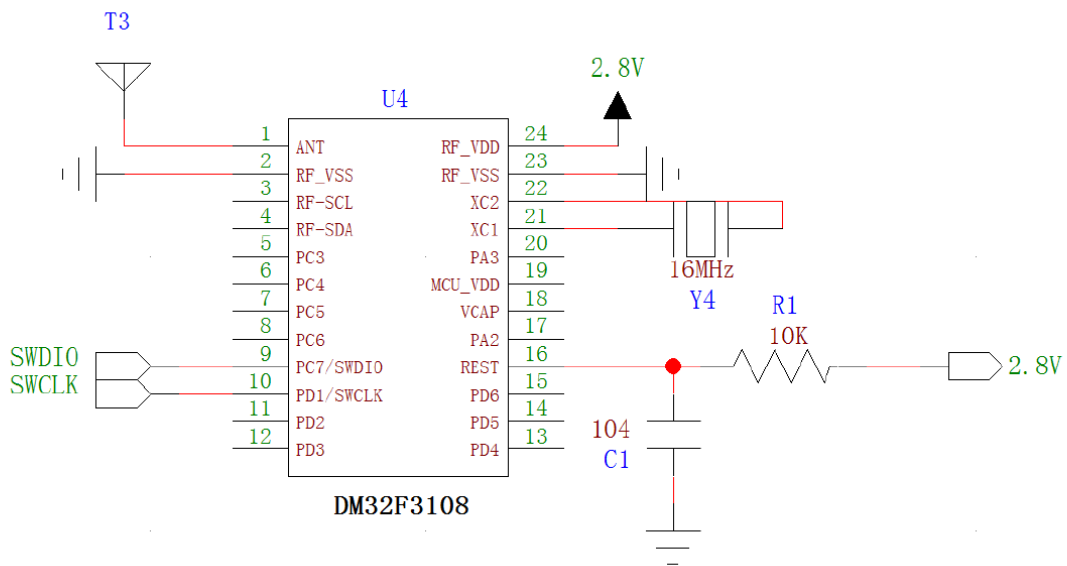 T3
2.8V
U4
1 ANT RF_VDD 24
2 RF_VSS RF_VSS 23
3 RF-SCL XC2 22
4 RF-SDA XC1 21
5 PC3 PA3 20
16MHz
6 PC4 MCU_VDD 19
Y4
7 PC5 VCAP 18
R1
8 PC6 PA2 17
10K
SWDIO 9 PC7/SWDIO REST 16 2.8V
SWCLK 10 PD1/SWCLK PD6 15
11 PD2 PD5 14
104
12 PD3 PD4 13
C1
DM32F3108